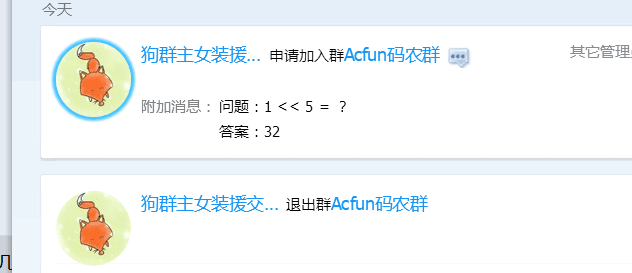 今天
狗群主女装援... 申请加入群Acfun码农群
其它管理
附加消息： 问题：1 << 5 = ？
答案：32
狗群主女装援交... 退出群Acfun码农群